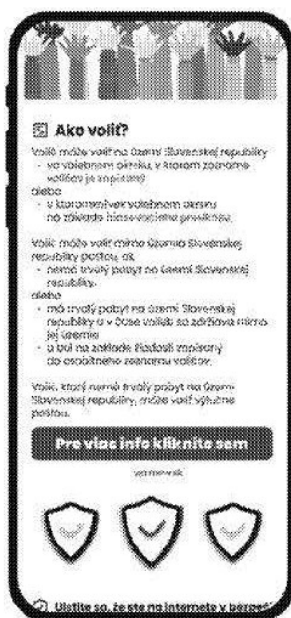 Ako voliť?
Volič môže voliť na území Slovenskej republiky
- vo volebnom okrsku, v ktorom zozname
voličov je zapísaný
alebo
- v ktoromkoľvek volebnom okrsku
na základe hlasovacieho preukazu.
Volič môže voliť mimo územia Slovenskej
republiky poštou, ak
- nemá trvalý pobyt na území Slovenskej
republiky.
alebo
- má trvalý pobyt na území Slovenskej
republiky a v čase volieb sa zdržiava mimo
jej územia
- a bol na základe žiadosti zapísaný
do osobitného zoznamu voličov.
Volič, ktorý nemá trvalý pobyt na území
Slovenskej republiky, môže voliť výlučne
poštou.
Pre viac info kliknite sem
Uistite sa, že ste na internete v bezpečí